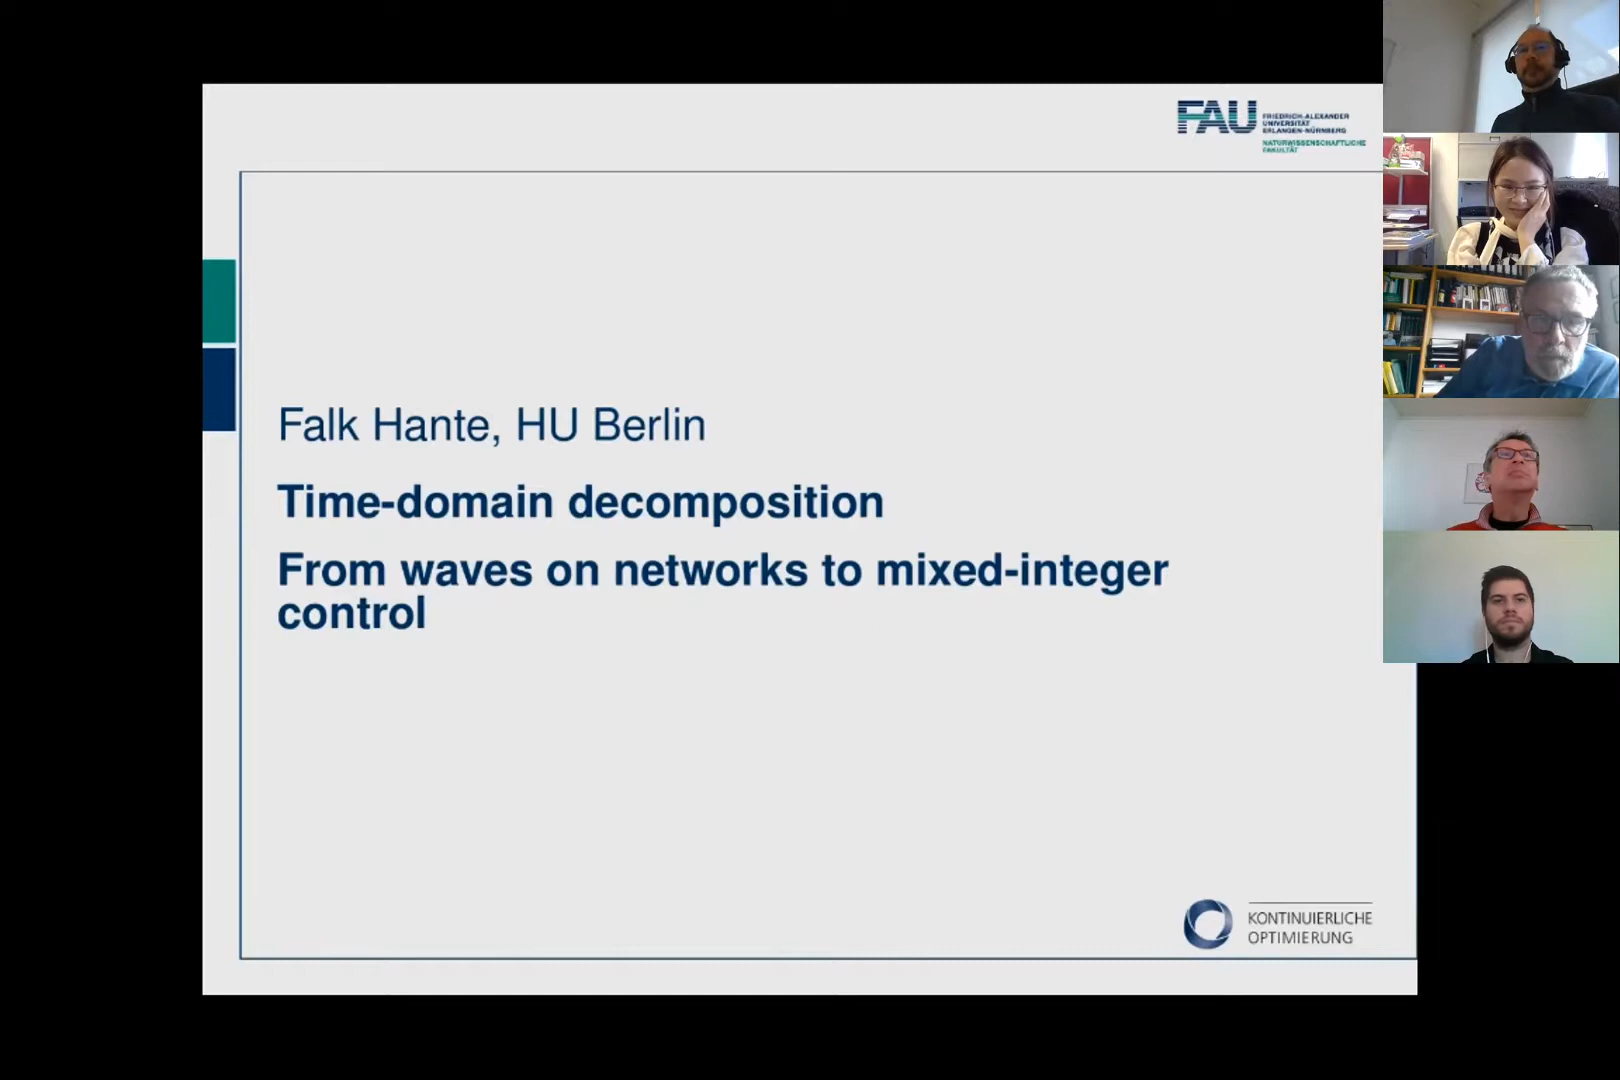 FAU
FRIEDRICH-ALEXANDER
UNIVERSITÄT
ERLANGEN-NÜRNBERG
NATURWISSENSCHAFTLICHE
FAKULTÄT
Falk Hante, HU Berlin
Time-domain decomposition
From waves on networks to mixed-integer
control
KONTINUIERLICHE
OPTIMIERUNG